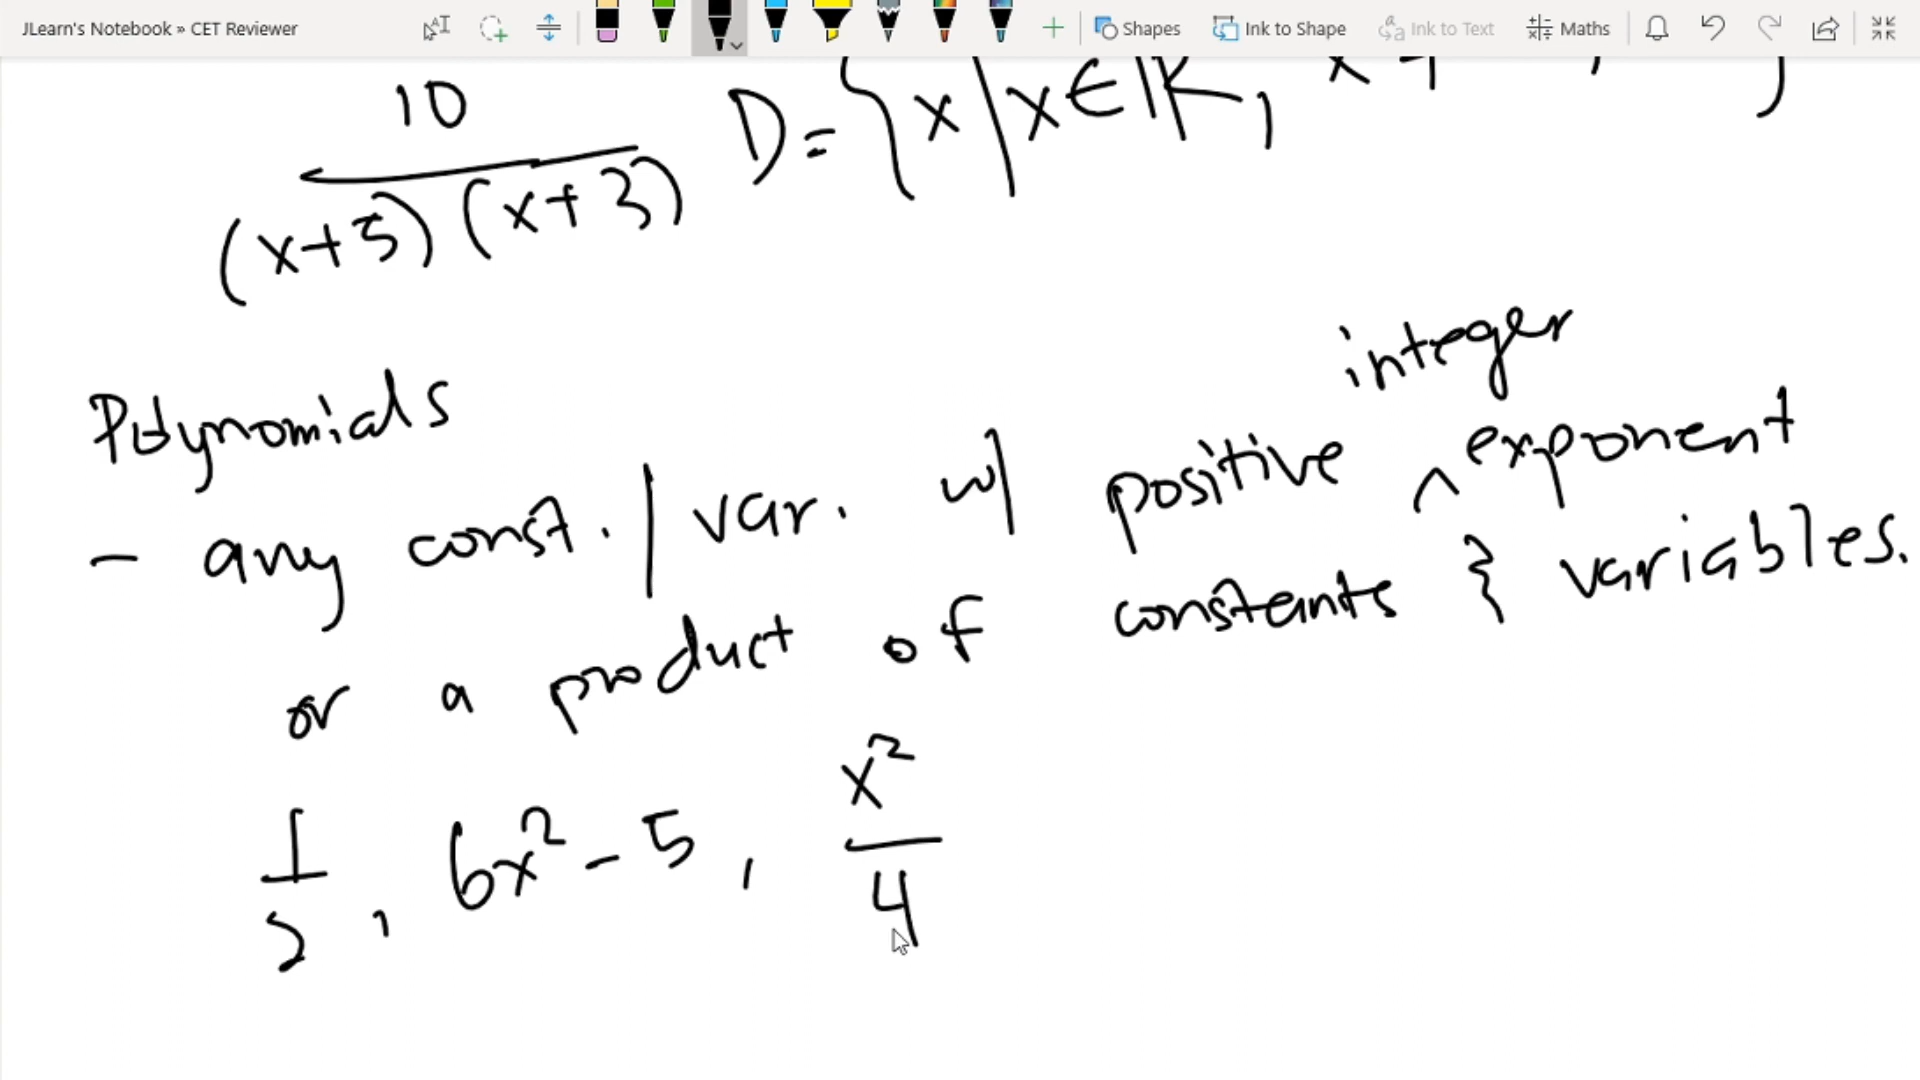 JLearn's Notebook » CET Reviewer
Shapes Ink to Shape Ink to Text Maths
10
(x+5)(x+3) D={x|x∈ℝ, x }
Polynomials
integer
- any const./var. w/ positive ^ exponent
or a product of constants & variables.
1/2, 6x²-5, x²/4